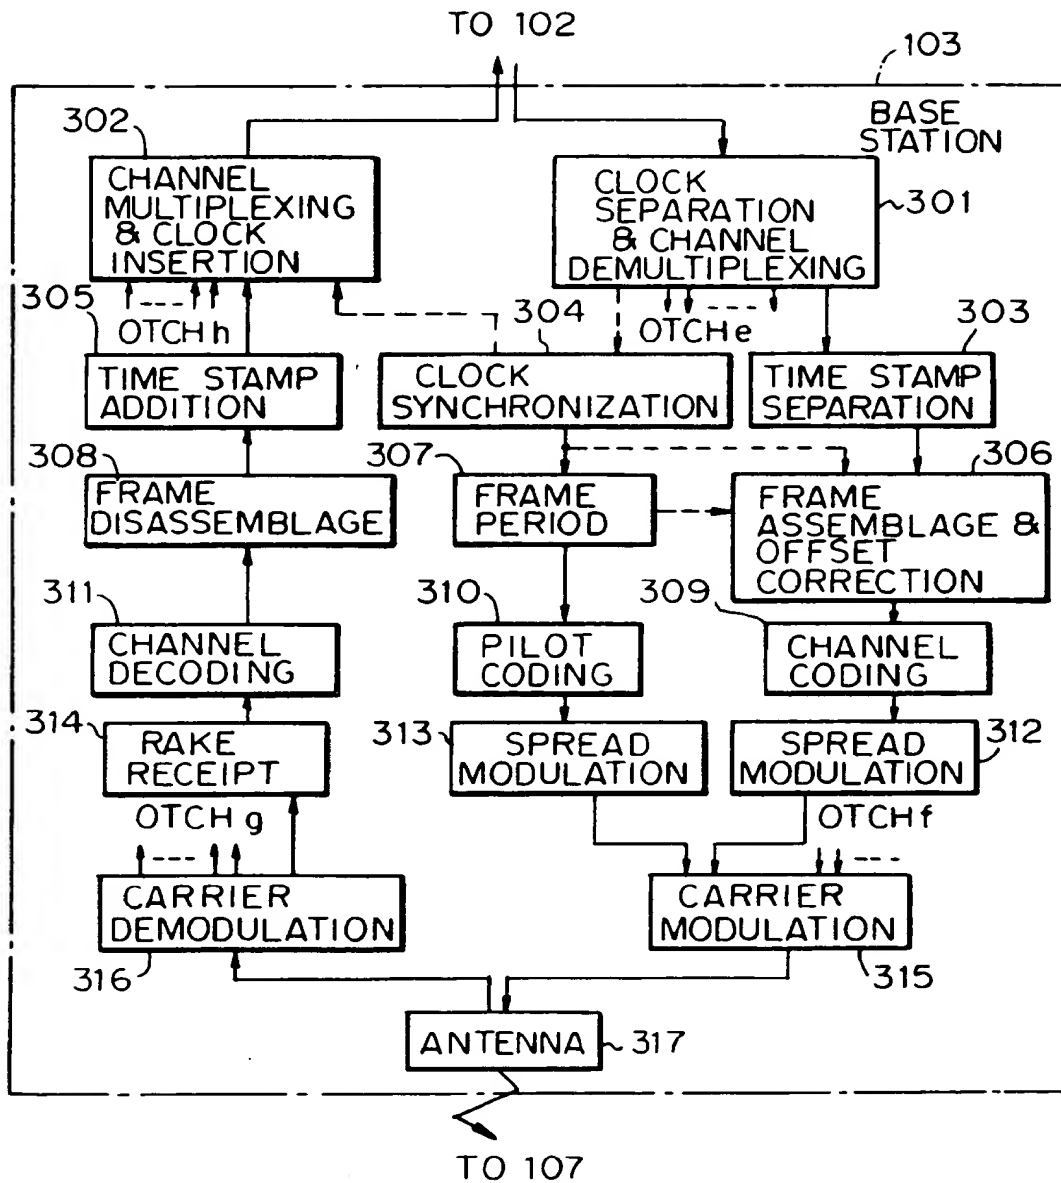 TO 102
103
BASE
STATION
302
CHANNEL
MULTIPLEXING
& CLOCK
INSERTION
CLOCK
SEPARATION
& CHANNEL
DEMULTIPLEXING
301
305
OTCH h
304
OTCH e
303
TIME STAMP
ADDITION
CLOCK
SYNCHRONIZATION
TIME STAMP
SEPARATION
308
307
306
FRAME
DISASSEMBLAGE
FRAME
PERIOD
FRAME
ASSEMBLAGE &
OFFSET
CORRECTION
311
310
309
CHANNEL
DECODING
PILOT
CODING
CHANNEL
CODING
314
RAKE
RECEIPT
313
SPREAD
MODULATION
SPREAD
MODULATION
312
OTCH g
OTCH f
CARRIER
DEMODULATION
CARRIER
MODULATION
316
315
ANTENNA
317
TO 107